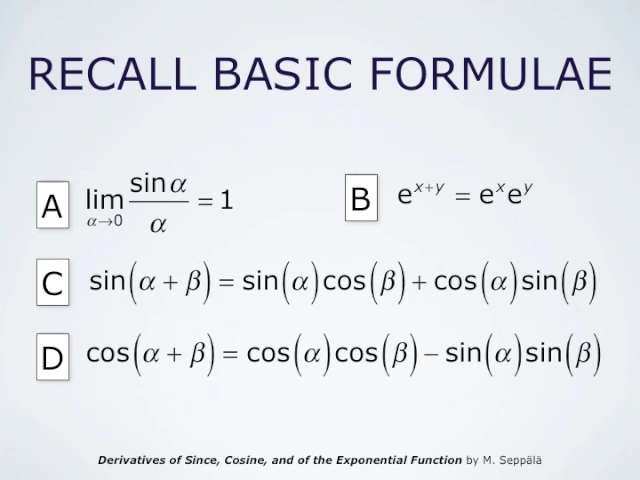 RECALL BASIC FORMULAE
A lim α→0 sin α / α = 1
B e^{x+y} = e^x e^y
C sin(α + β) = sin(α)cos(β) + cos(α)sin(β)
D cos(α + β) = cos(α)cos(β) − sin(α)sin(β)
Derivatives of Since, Cosine, and of the Exponential Function by M. Seppälä